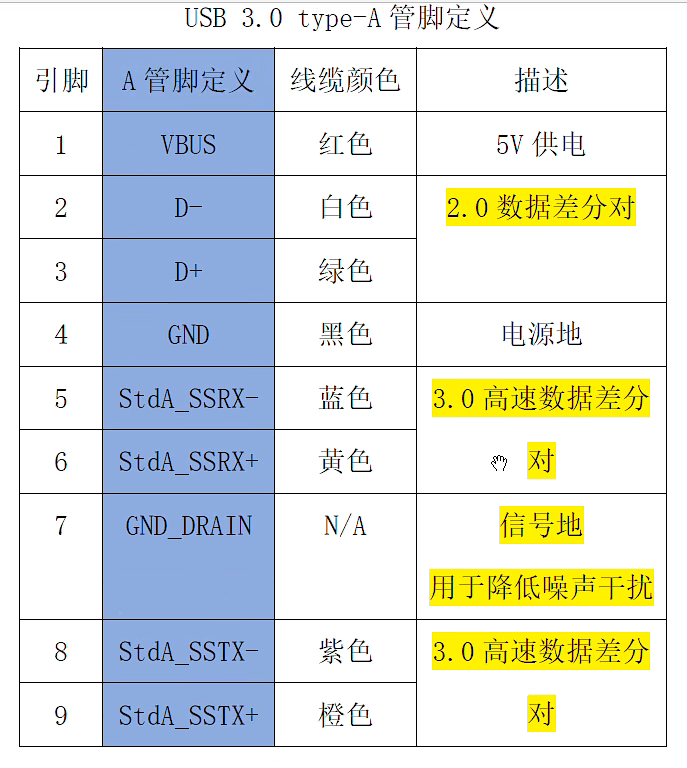 USB 3.0 type-A 管脚定义
引脚 A 管脚定义 线缆颜色 描述
1 VBUS 红色 5V 供电
2 D- 白色 2.0 数据差分对
3 D+ 绿色
4 GND 黑色 电源地
5 StdA_SSRX- 蓝色 3.0 高速数据差分
6 StdA_SSRX+ 黄色 对
7 GND_DRAIN N/A 信号地
用于降低噪声干扰
8 StdA_SSTX- 紫色 3.0 高速数据差分
9 StdA_SSTX+ 橙色 对